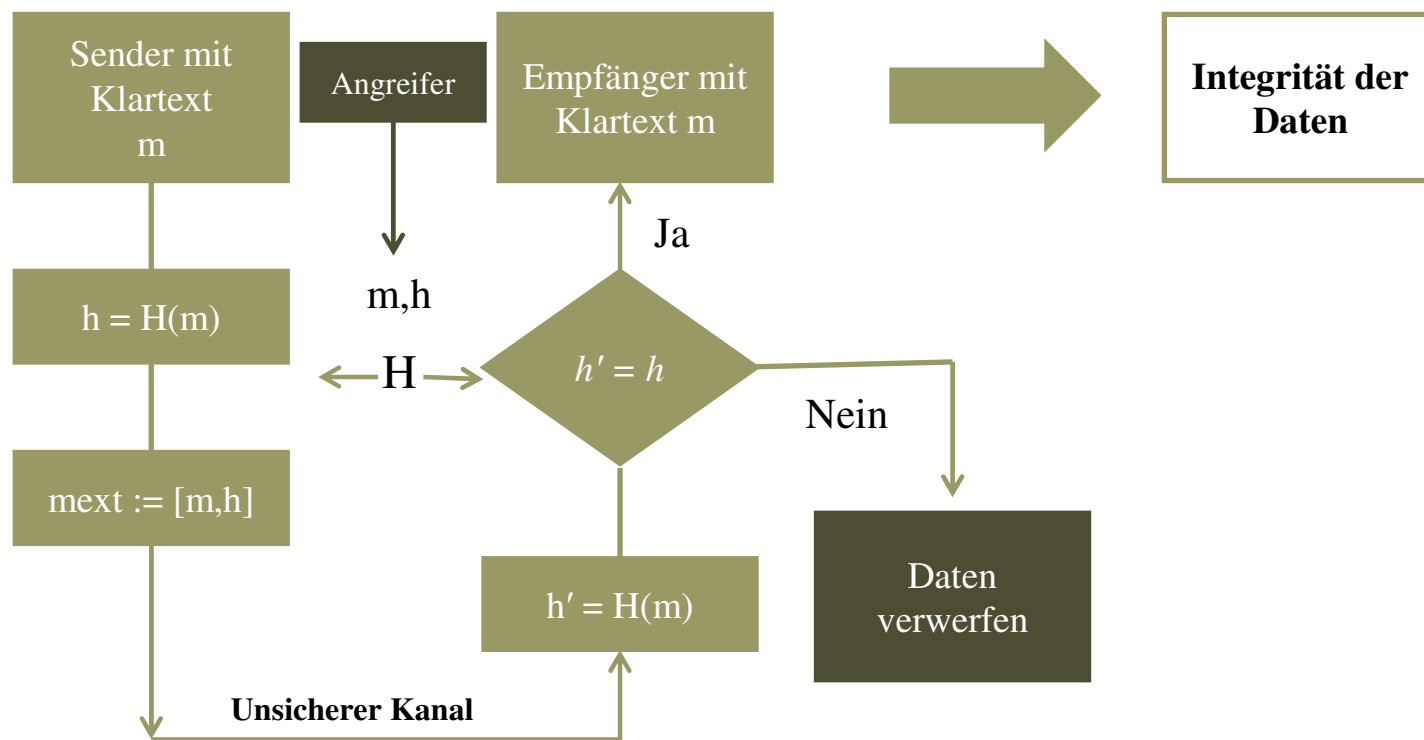 Sender mit
Klartext
m
Angreifer
Empfänger mit
Klartext m
Integrität der
Daten
Ja
m,h
h = H(m)
H
h′ = h
Nein
mext := [m,h]
h′ = H(m)
Daten
verwerfen
Unsicherer Kanal